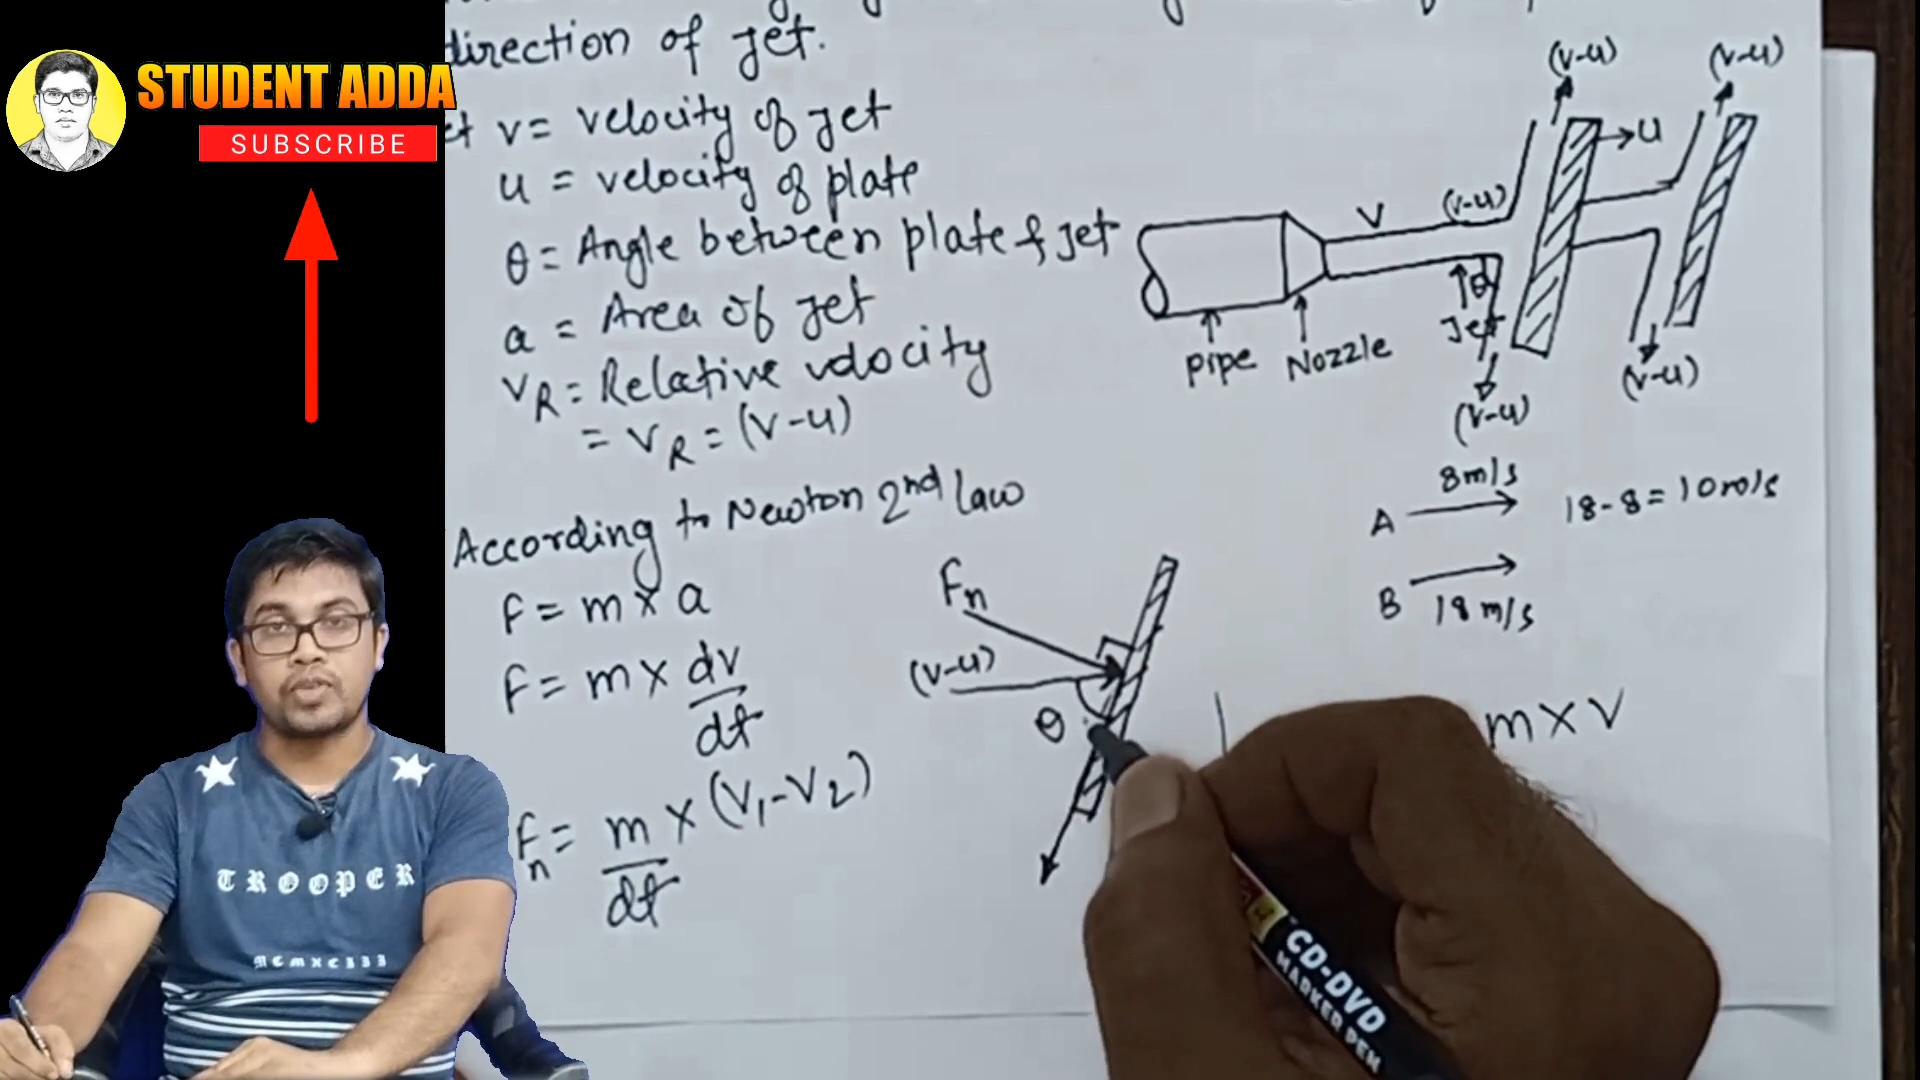 direction of jet.
STUDENT ADDA
SUBSCRIBE
v = velocity of jet
u = velocity of plate
θ = Angle between plate & jet
a = Area of jet
VR = Relative velocity
= VR = (v-u)
According to Newton 2nd law
F = m x a
F = m x dv
dt
Fn = m x (V1-V2)
dt
(v-u)
(v-u)
u
V
(v-u)
θ
Jet
Pipe
Nozzle
(v-u)
(v-u)
8m/s
A
18-8 = 10m/s
B
18 m/s
Fn
(v-u)
θ
m x v
TROOPER
MCMXCIII
CD-DVD
MARKER PEN